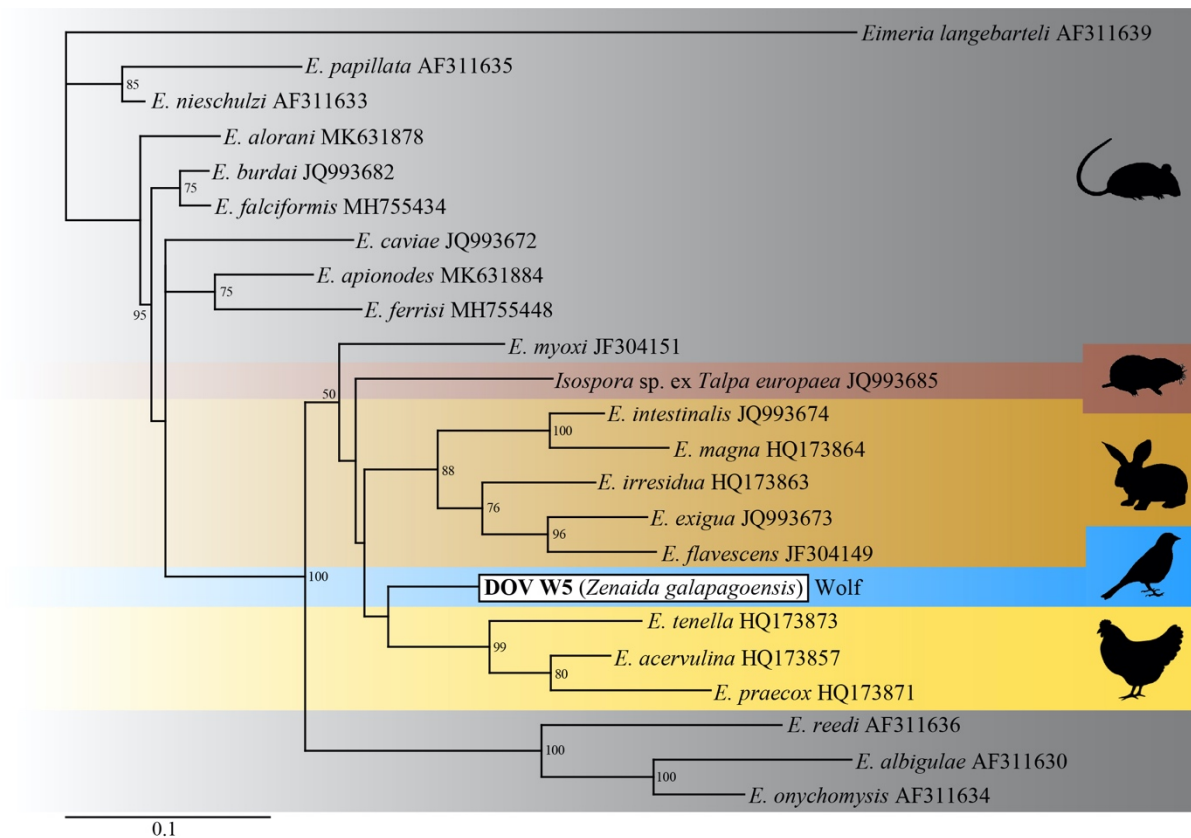 Eimeria langebarteli AF311639
E. papillata AF311635
85
E. nieschulzi AF311633
E. alorani MK631878
E. burdai JQ993682
75
E. falciformis MH755434
E. caviae JQ993672
E. apionodes MK631884
75
E. ferrisi MH755448
95
E. myoxi JF304151
Isospora sp. ex Talpa europaea JQ993685
50
E. intestinalis JQ993674
100
E. magna HQ173864
88
E. irresidua HQ173863
76
E. exigua JQ993673
96
E. flavescens JF304149
100
DOV W5 (Zenaida galapagoensis) Wolf
E. tenella HQ173873
99
E. acervulina HQ173857
80
E. praecox HQ173871
E. reedi AF311636
100
E. albigulae AF311630
100
E. onychomysis AF311634
0.1